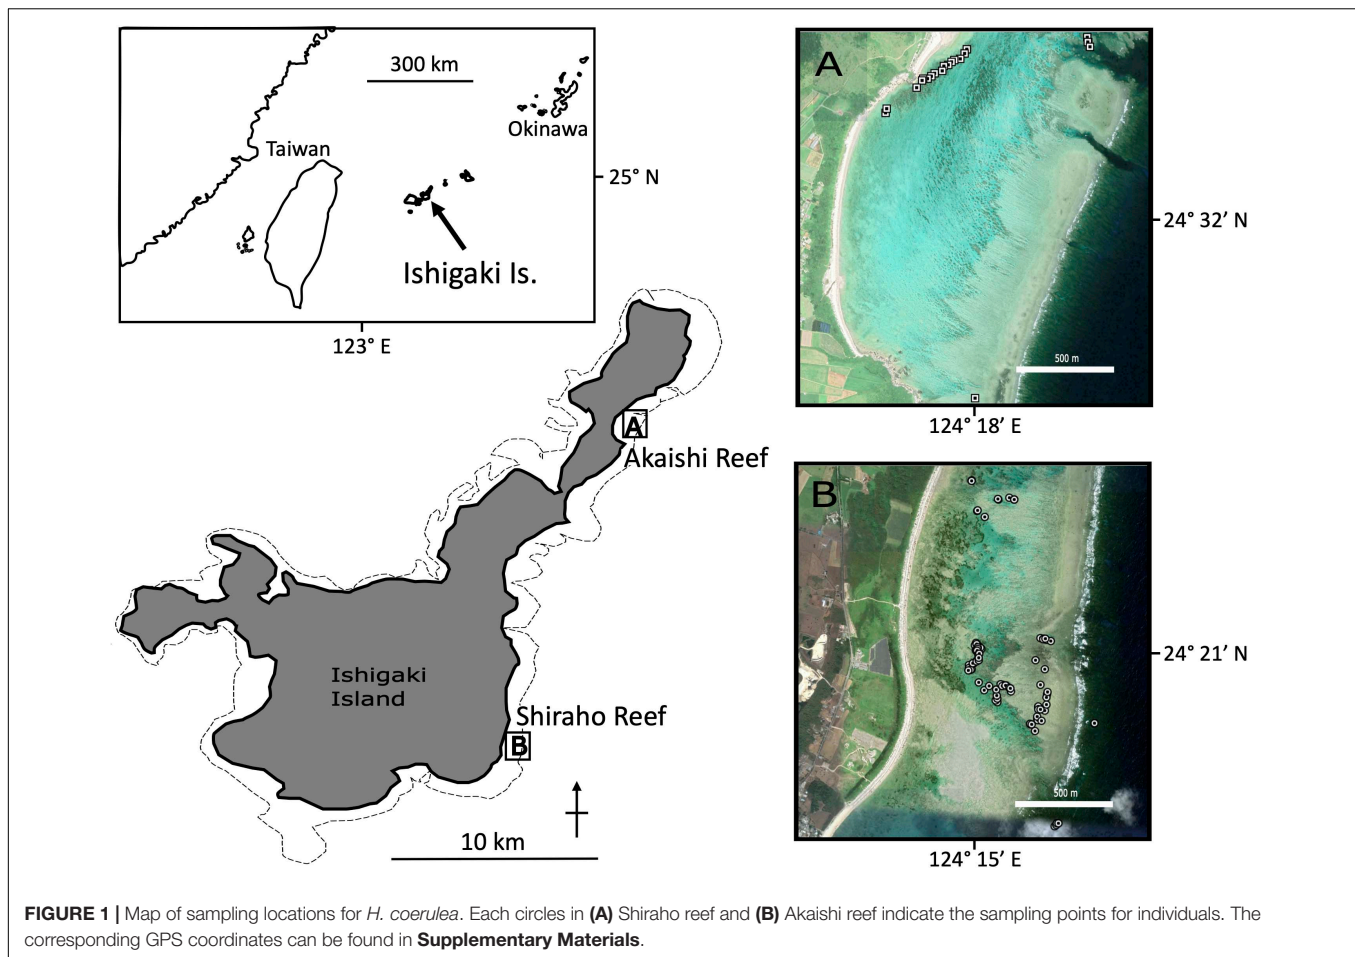 300 km
Okinawa
Taiwan
25° N
Ishigaki Is.
123° E
A
Akaishi Reef
Ishigaki
Island
Shiraho Reef
B
10 km
A
24° 32’ N
500 m
124° 18’ E
B
24° 21’ N
500 m
124° 15’ E
FIGURE 1 | Map of sampling locations for H. coerulea. Each circles in (A) Shiraho reef and (B) Akaishi reef indicate the sampling points for individuals. The
corresponding GPS coordinates can be found in Supplementary Materials.